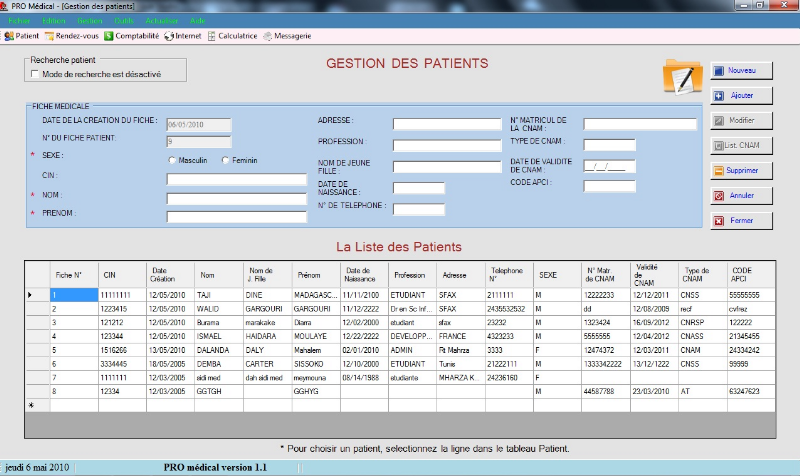 PRO Médical - [Gestion des patients]
Fichier Edition Gestion Outils Actualiser Aide
Patient Rendez-vous Comptabilité Internet Calculatrice Messagerie
Recherche patient
Mode de recherche est désactivé
GESTION DES PATIENTS
Nouveau
Ajouter
Modifier
List. CNAM
Supprimer
Annuler
Fermer
FICHE MEDICALE
DATE DE LA CREATION DU FICHE : 06/05/2010
N° DU FICHE PATIENT: 9
* SEXE : Masculin Feminin
CIN :
* NOM :
* PRENOM :
ADRESSE :
PROFESSION :
NOM DE JEUNE
FILLE :
DATE DE
NAISSANCE :
N° DE TELEPHONE :
N° MATRICUL DE
LA CNAM :
TYPE DE CNAM :
DATE DE VALIDITE
DE CNAM : __/__/____
CODE APCI :
La Liste des Patients
Fiche N° CIN Date Création Nom Nom de J. Fille Prénom Date de Naissance Profession Adresse Telephone N° SEXE N° Matr. de CNAM Validité de CNAM Type de CNAM CODE APCI
1 11111111 12/05/2010 TAJI DINE MADAGASC... 11/11/2100 ETUDIANT SFAX 2111111 M 12222233 12/12/2011 CNSS 55555555
2 1223415 12/05/2010 WALID GARGOURI GARGOURI 11/12/2222 Dr en Sc Inf... SFAX 2435532532 M dd 12/08/2009 recf cvfrez
3 121212 12/05/2010 Burama marakake Diarra 12/02/2000 etudiant sfax 23232 M 1323424 16/09/2012 CNRSP 122222
4 123344 12/05/2010 ISMAEL HAIDARA MOULAYE 12/22/2222 DEVELOPP... FRANCE 4323233 M 5555555 12/04/2012 CNASS 21345455
5 1516266 13/05/2010 DALANDA DALY Mahalem 02/01/2010 ADMIN Rt Mahrza 3333 F 12474372 12/03/2011 CNAM 24334242
6 3334445 18/05/2005 DEMBA CARTER SISSOKO 12/10/2000 ETUDIANT Tunis 21222111 M 1333342222 13/12/1222 CNSS 99999
7 1111111 12/03/2005 sidi med dah sidi med meymouna 08/14/1988 etudiante MHARZA K... 24236160 F
8 12334 12/03/2005 GGTGH GGHYG M 44587788 23/03/2010 AT 63247623
* Pour choisir un patient, selectionnez la ligne dans le tableau Patient.
jeudi 6 mai 2010 PRO médical version 1.1